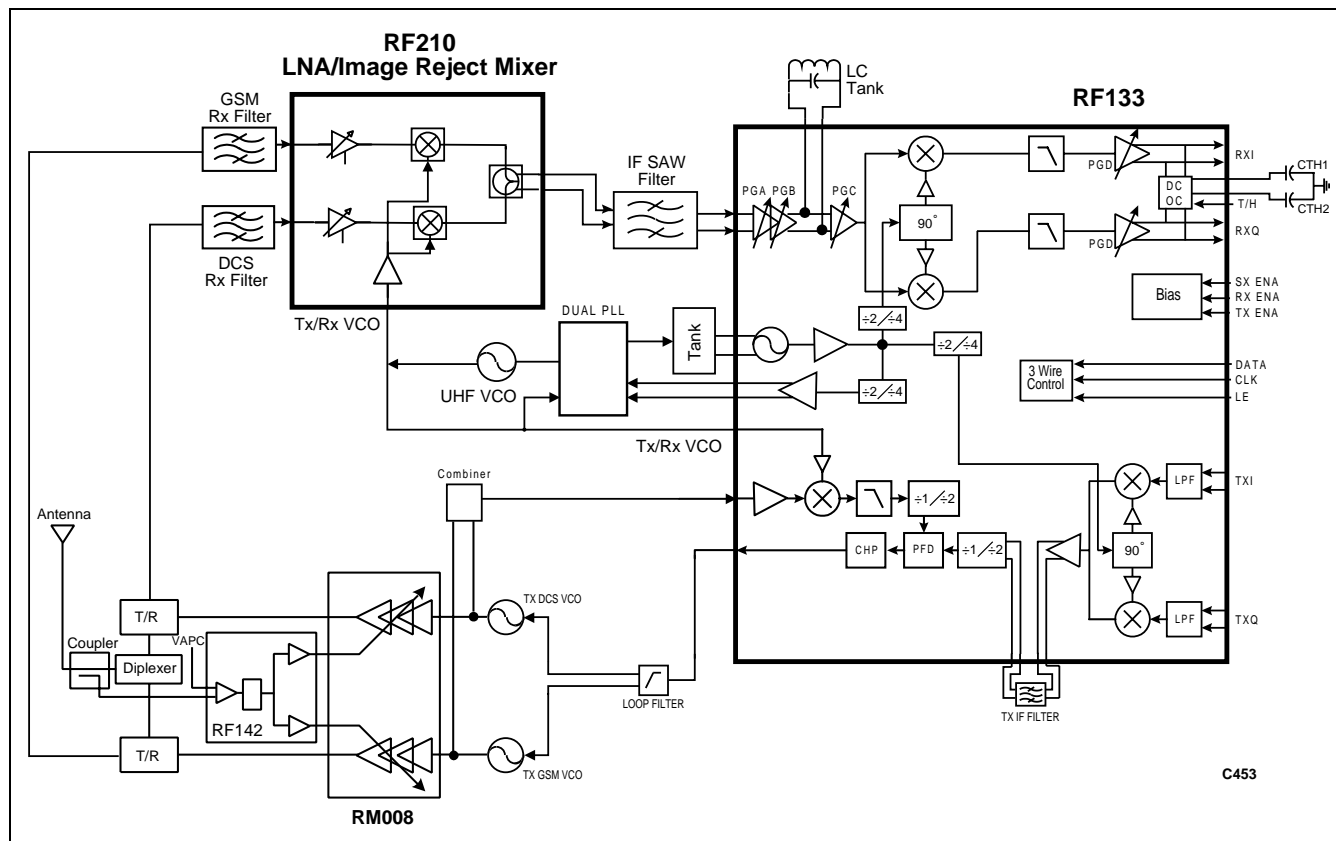 RF210
LNA/Image Reject Mixer
GSM
Rx Filter
DCS
Rx Filter
Tx/Rx VCO
IF SAW
Filter
LC
Tank
RF133
PGA
PGB
PGC
90°
PGD
PGD
DC
OC
RXI
CTH1
T/H
CTH2
RXQ
Bias
SX ENA
RX ENA
TX ENA
÷2/÷4
÷2/÷4
÷2/÷4
DUAL PLL
Tank
UHF VCO
3 Wire
Control
DATA
CLK
LE
Tx/Rx VCO
Combiner
÷1/÷2
CHP
PFD
÷1/÷2
LPF
TXI
90°
LPF
TXQ
TX IF FILTER
Antenna
T/R
Coupler
VAPC
Diplexer
RF142
T/R
TX DCS VCO
LOOP FILTER
TX GSM VCO
RM008
C453